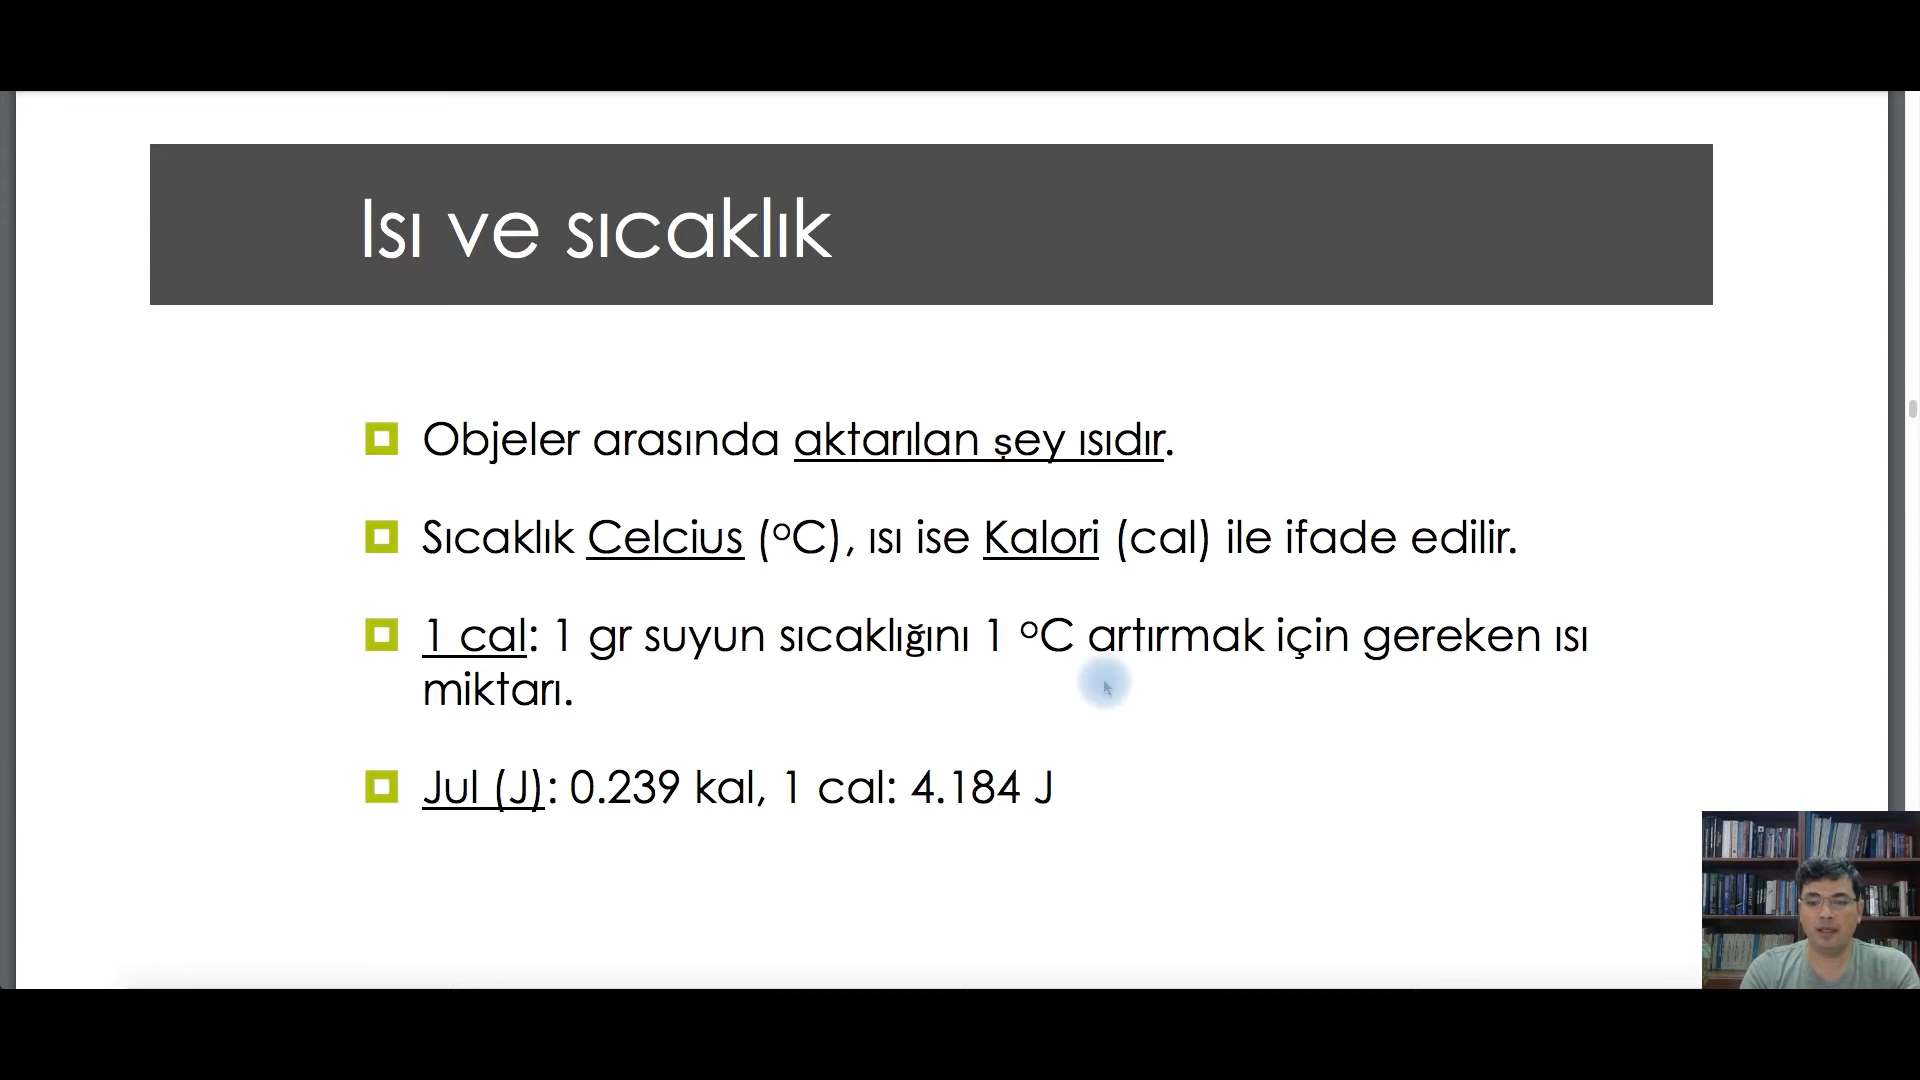 Isı ve sıcaklık
Objeler arasında aktarılan şey ısıdır.
Sıcaklık Celcius (°C), ısı ise Kalori (cal) ile ifade edilir.
1 cal: 1 gr suyun sıcaklığını 1 °C artırmak için gereken ısı
miktarı.
Jul (J): 0.239 kal, 1 cal: 4.184 J